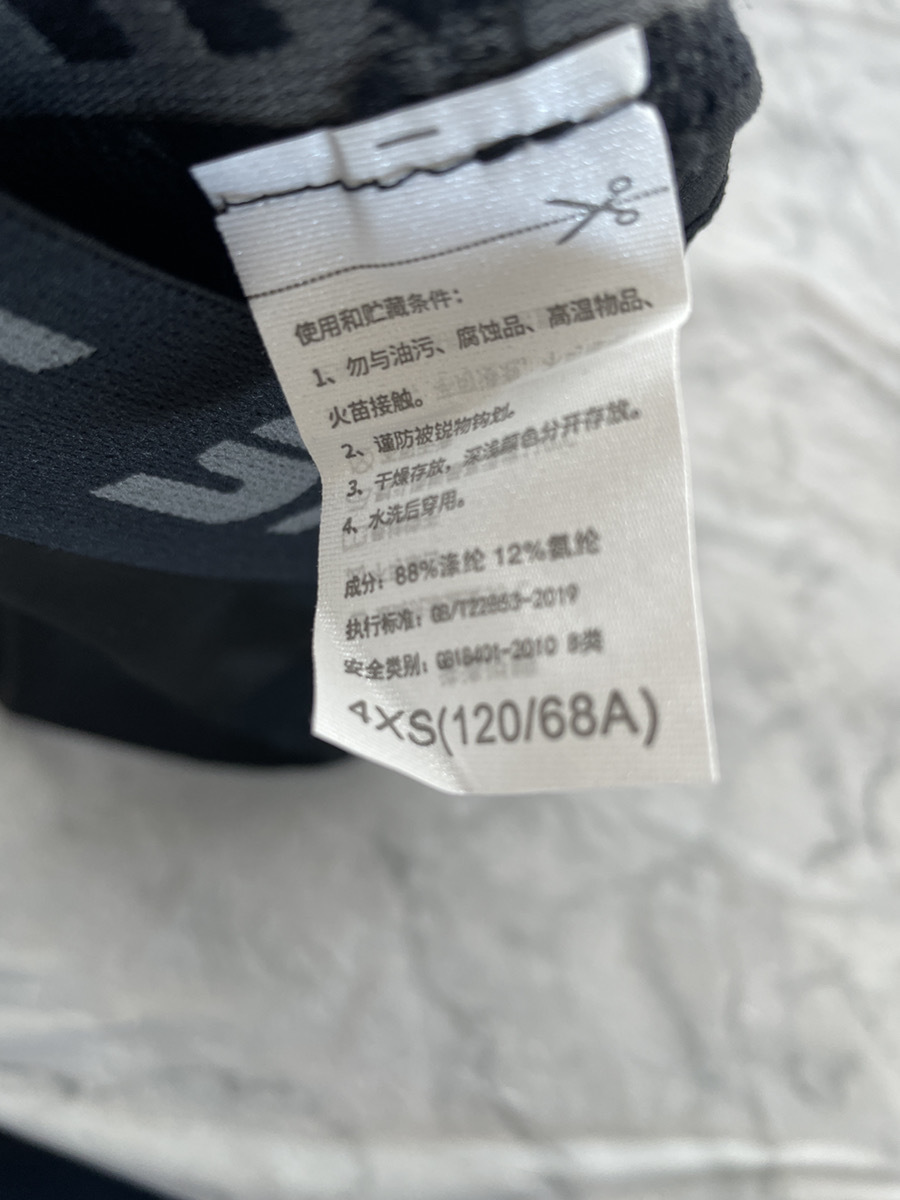 使用和贮藏条件：
1、勿与油污、腐蚀品、高温物品、
火苗接触。
2、谨防被锐物钩划。
3、干燥存放，深浅颜色分开存放。
4、水洗后穿用。
成分：88%涤纶 12%氨纶
执行标准：GB/T22853-2019
安全类别：GB18401-2010 B类
4XS(120/68A)